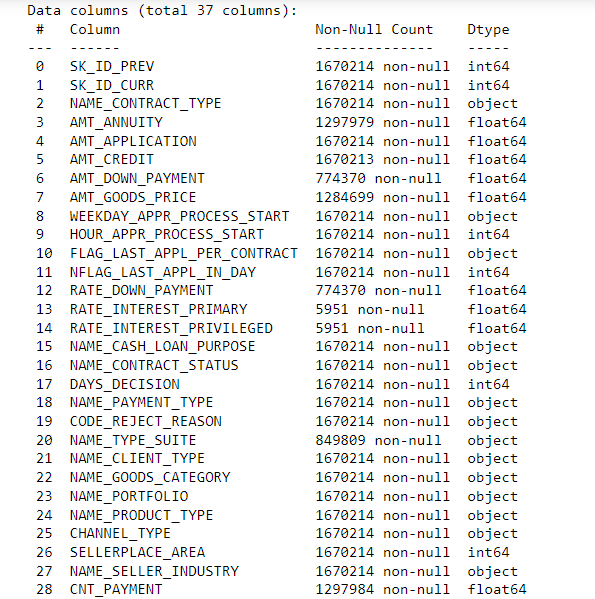 Data columns (total 37 columns):
 #   Column                       Non-Null Count    Dtype
---  ------                       --------------    -----
 0   SK_ID_PREV                   1670214 non-null  int64
 1   SK_ID_CURR                   1670214 non-null  int64
 2   NAME_CONTRACT_TYPE           1670214 non-null  object
 3   AMT_ANNUITY                  1297979 non-null  float64
 4   AMT_APPLICATION              1670214 non-null  float64
 5   AMT_CREDIT                   1670213 non-null  float64
 6   AMT_DOWN_PAYMENT             774370 non-null   float64
 7   AMT_GOODS_PRICE              1284699 non-null  float64
 8   WEEKDAY_APPR_PROCESS_START   1670214 non-null  object
 9   HOUR_APPR_PROCESS_START      1670214 non-null  int64
 10  FLAG_LAST_APPL_PER_CONTRACT  1670214 non-null  object
 11  NFLAG_LAST_APPL_IN_DAY       1670214 non-null  int64
 12  RATE_DOWN_PAYMENT            774370 non-null   float64
 13  RATE_INTEREST_PRIMARY        5951 non-null     float64
 14  RATE_INTEREST_PRIVILEGED     5951 non-null     float64
 15  NAME_CASH_LOAN_PURPOSE       1670214 non-null  object
 16  NAME_CONTRACT_STATUS         1670214 non-null  object
 17  DAYS_DECISION                1670214 non-null  int64
 18  NAME_PAYMENT_TYPE            1670214 non-null  object
 19  CODE_REJECT_REASON           1670214 non-null  object
 20  NAME_TYPE_SUITE              849809 non-null   object
 21  NAME_CLIENT_TYPE             1670214 non-null  object
 22  NAME_GOODS_CATEGORY          1670214 non-null  object
 23  NAME_PORTFOLIO               1670214 non-null  object
 24  NAME_PRODUCT_TYPE            1670214 non-null  object
 25  CHANNEL_TYPE                 1670214 non-null  object
 26  SELLERPLACE_AREA             1670214 non-null  int64
 27  NAME_SELLER_INDUSTRY         1670214 non-null  object
 28  CNT_PAYMENT                  1297984 non-null  float64